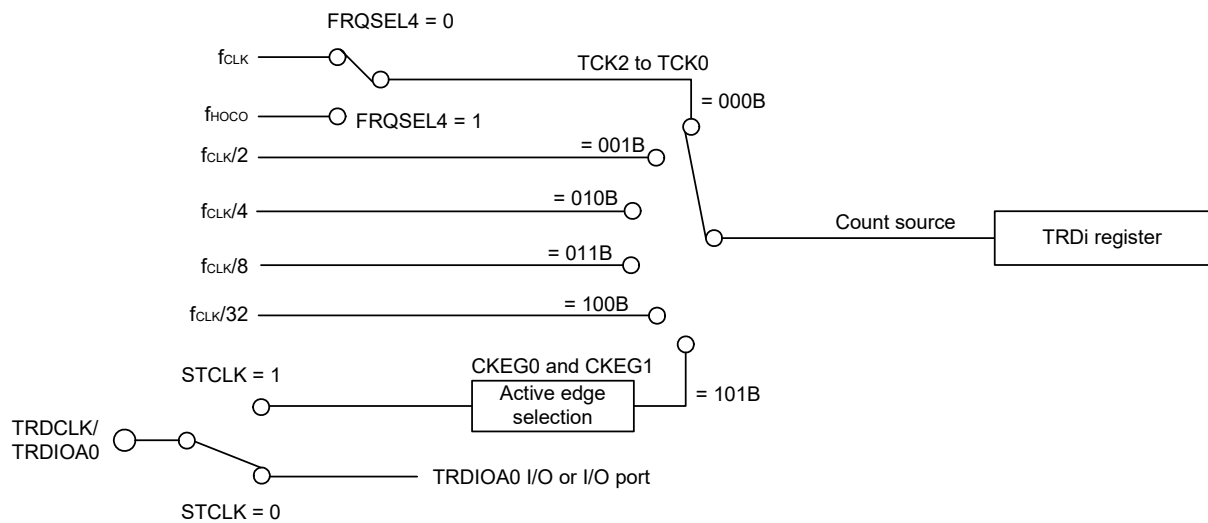 FRQSEL4 = 0
fCLK
TCK2 to TCK0
= 000B
fHOCO
FRQSEL4 = 1
fCLK/2
= 001B
fCLK/4
= 010B
Count source
TRDi register
fCLK/8
= 011B
fCLK/32
= 100B
STCLK = 1
CKEG0 and CKEG1
Active edge
selection
= 101B
TRDCLK/
TRDIOA0
TRDIOA0 I/O or I/O port
STCLK = 0